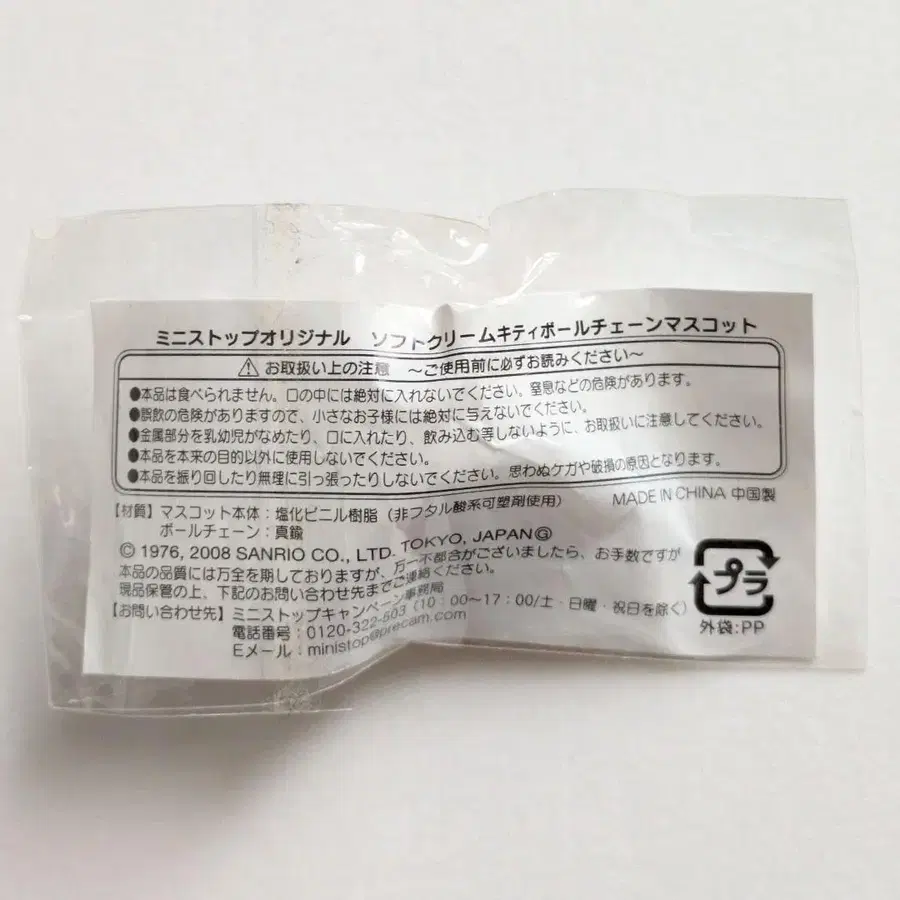 ミニストップオリジナル ソフトクリームキティボールチェーンマスコット
⚠ お取扱い上の注意 ~ご使用前に必ずお読みください~
●本品は食べられません。口の中には絶対に入れないでください。窒息などの危険があります。
●誤飲の危険がありますので、小さなお子様には絶対に与えないでください。
●金属部分を乳幼児がなめたり、口に入れたり、飲み込む等しないように、お取扱いに注意してください。
●本品を本来の目的以外に使用しないでください。
●本品を振り回したり無理に引っ張ったりしないでください。思わぬケガや破損の原因となります。
【材質】マスコット本体:塩化ビニル樹脂(非フタル酸系可塑剤使用) MADE IN CHINA 中国製
ボールチェーン:真鍮
© 1976, 2008 SANRIO CO., LTD. TOKYO, JAPAN Ⓖ
本品の品質には万全を期しておりますが、万一不都合がございましたら、お手数ですが
現品保管の上、下記のお問い合わせ先までご連絡ください。
【お問い合わせ先】ミニストップキャンペーン事務局
電話番号:0120-322-503(10:00~17:00/土・日曜・祝日を除く)
Eメール:ministop@precam.com
プラ
外袋:PP